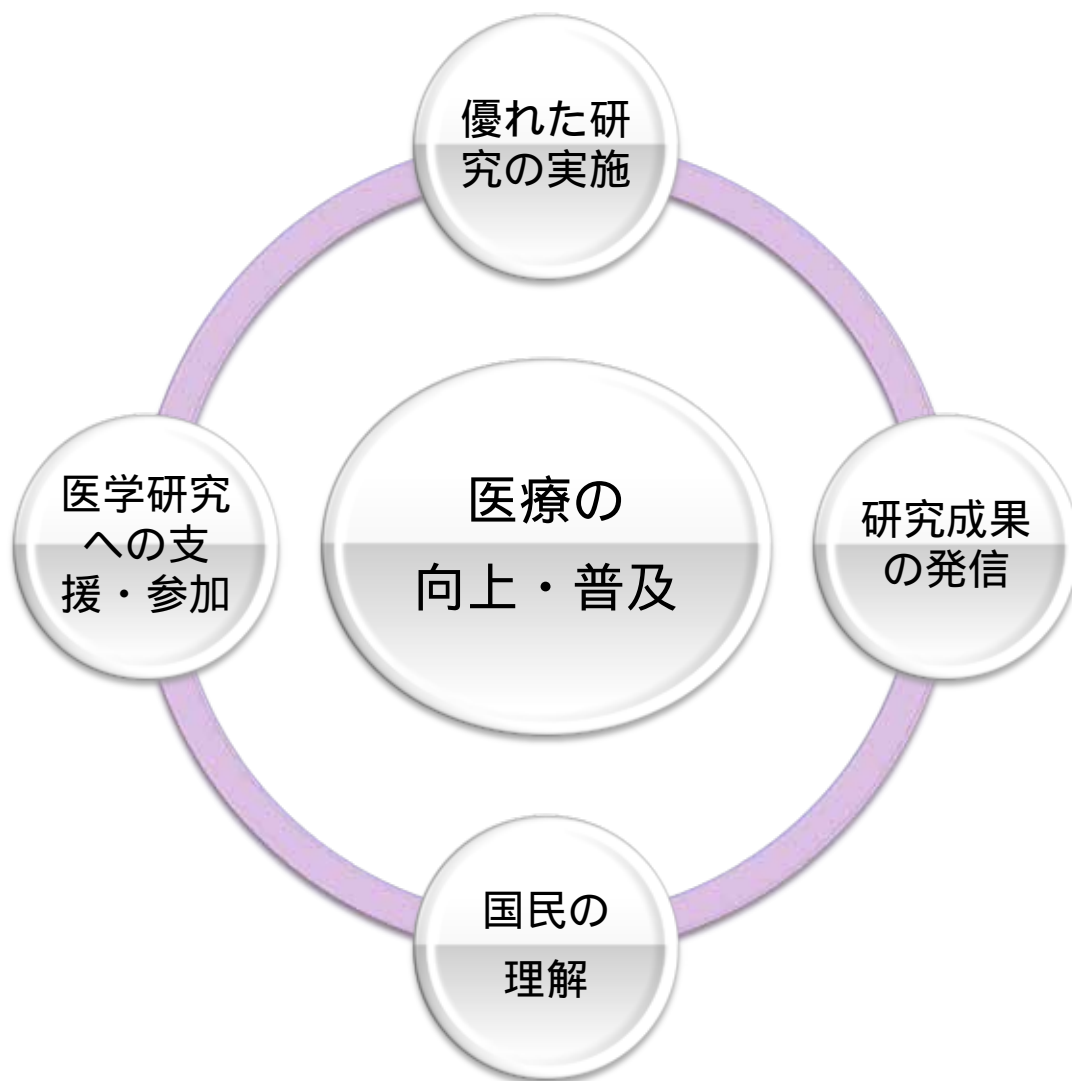 優れた研
究の実施
医学研究
への支
援・参加
医療の
向上・普及
研究成果
の発信
国民の
理解